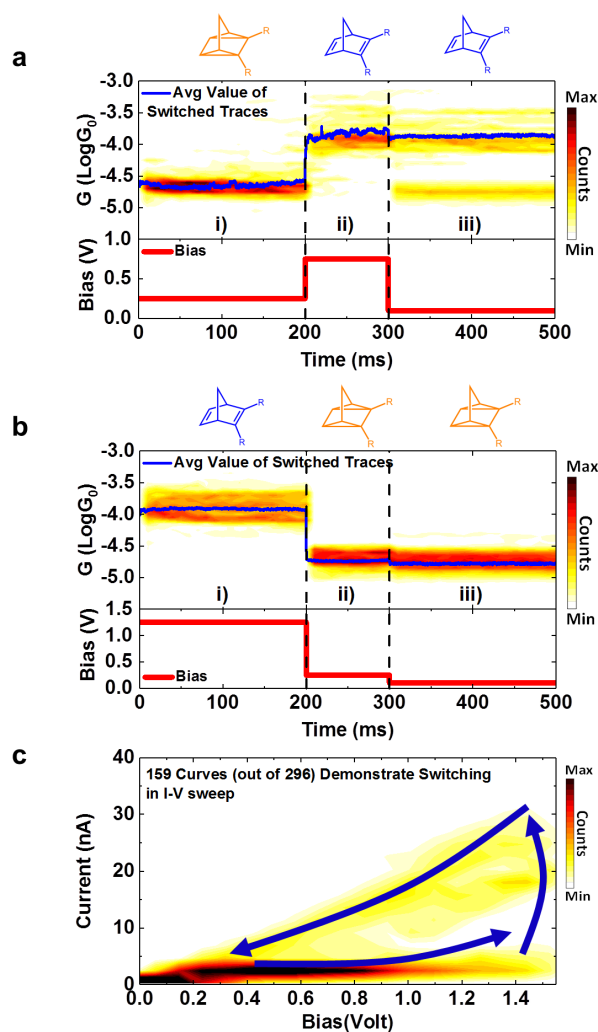 R
R
R
R
R
R
a
-3.0
Avg Value of
Switched Traces
-3.5
-4.0
-4.5
-5.0
G (LogG0)
i)
ii)
iii)
Max
Counts
Min
1.0
0.5
0.0
Bias (V)
Bias
0
100
200
300
400
500
Time (ms)
R
R
R
R
R
R
b
-3.0
Avg Value of Switched Traces
-3.5
-4.0
-4.5
-5.0
G (LogG0)
i)
ii)
iii)
Max
Counts
Min
1.5
1.0
0.5
0.0
Bias (V)
Bias
0
100
200
300
400
500
Time (ms)
c
40
30
20
10
0
Current (nA)
159 Curves (out of 296) Demonstrate Switching
in I-V sweep
Max
Counts
Min
0.0
0.2
0.4
0.6
0.8
1.0
1.2
1.4
Bias(Volt)